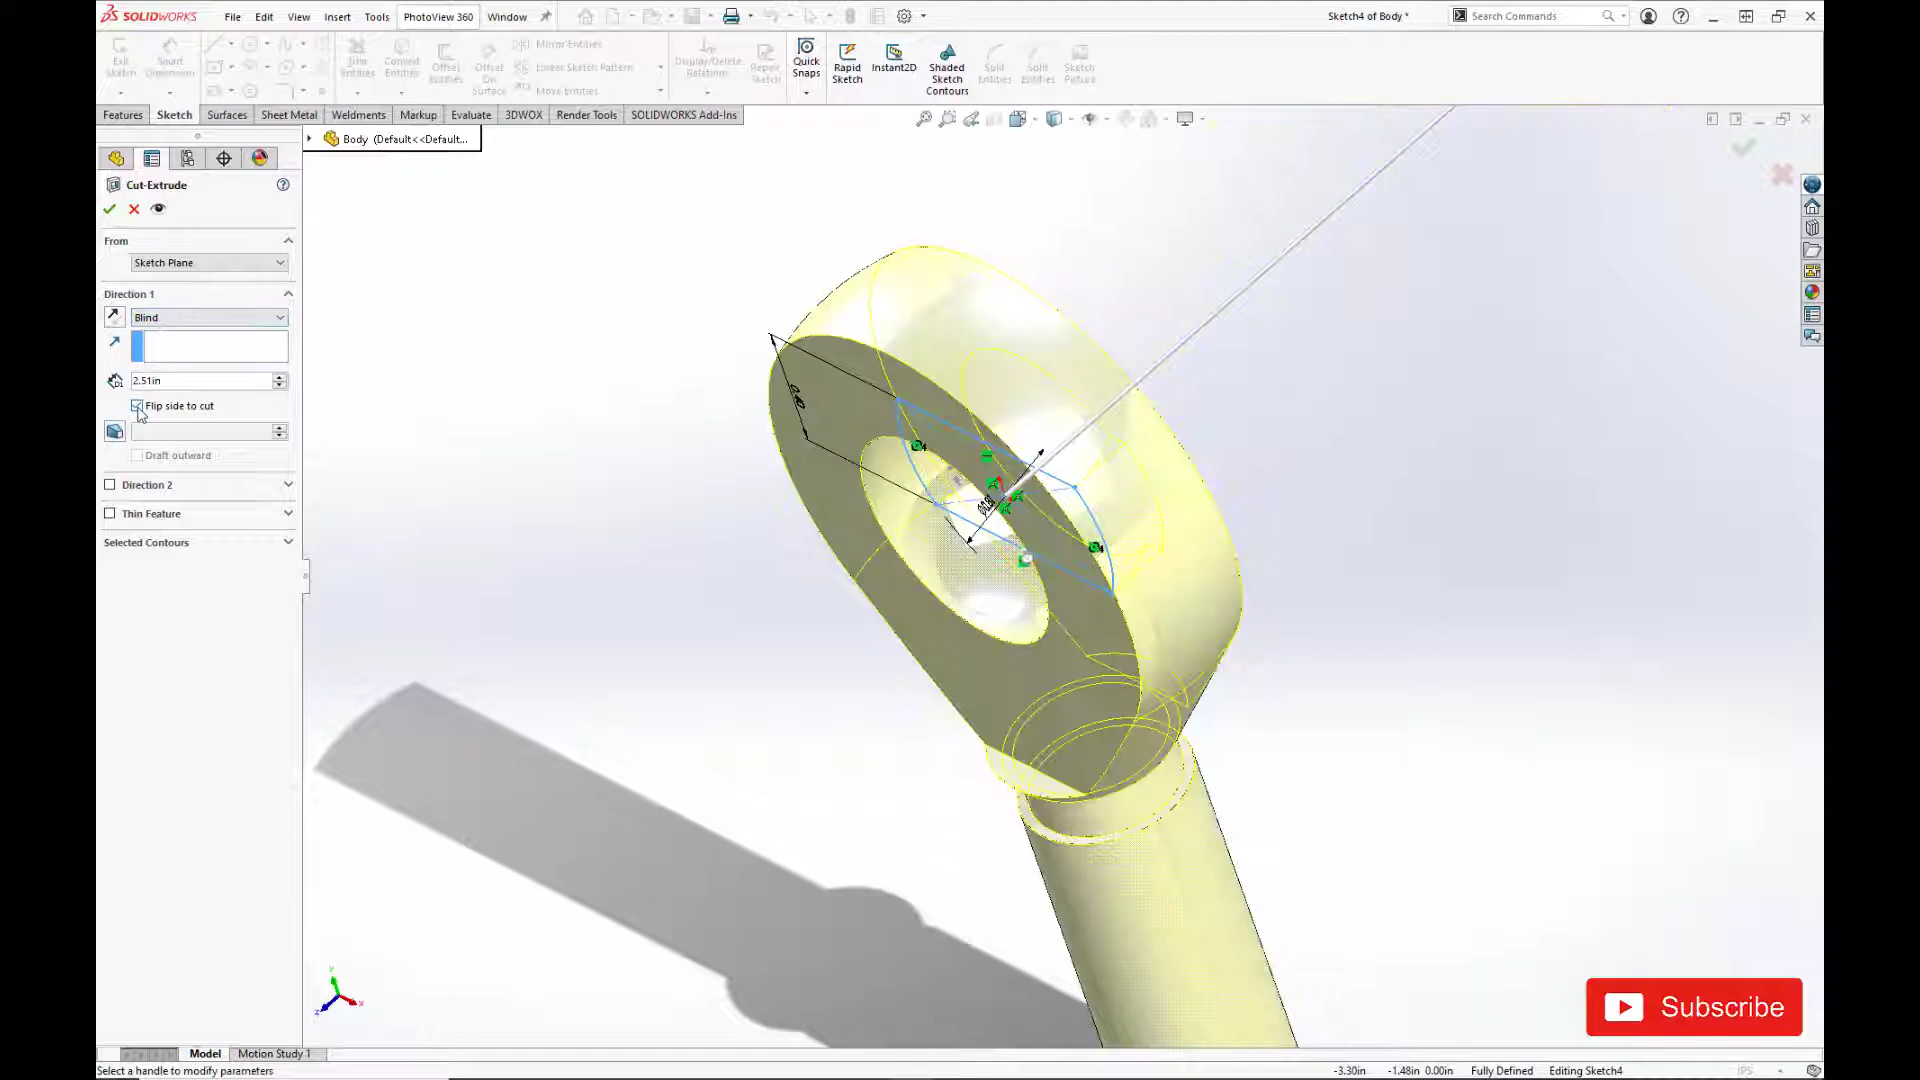 SOLIDWORKS File Edit View Insert Tools PhotoView 360 Window Sketch4 of Body * Search Commands
Exit Sketch Smart Dimension Trim Entities Convert Entities Offset Entities Offset On Surface Mirror Entities Linear Sketch Pattern Move Entities Display/Delete Relations Repair Sketch Quick Snaps Rapid Sketch Instant2D Shaded Sketch Contours Split Entities Split Entities Sketch Picture
Features Sketch Surfaces Sheet Metal Weldments Markup Evaluate 3DWOX Render Tools SOLIDWORKS Add-Ins
Body (Default<<Default...
Cut-Extrude
From
Sketch Plane
Direction 1
Blind
D1 2.51in
Flip side to cut
Draft outward
Direction 2
Thin Feature
Selected Contours
Y
X
Z
Subscribe
Model Motion Study 1
Select a handle to modify parameters -3.30in -1.48in 0.00in Fully Defined Editing Sketch4 IPS